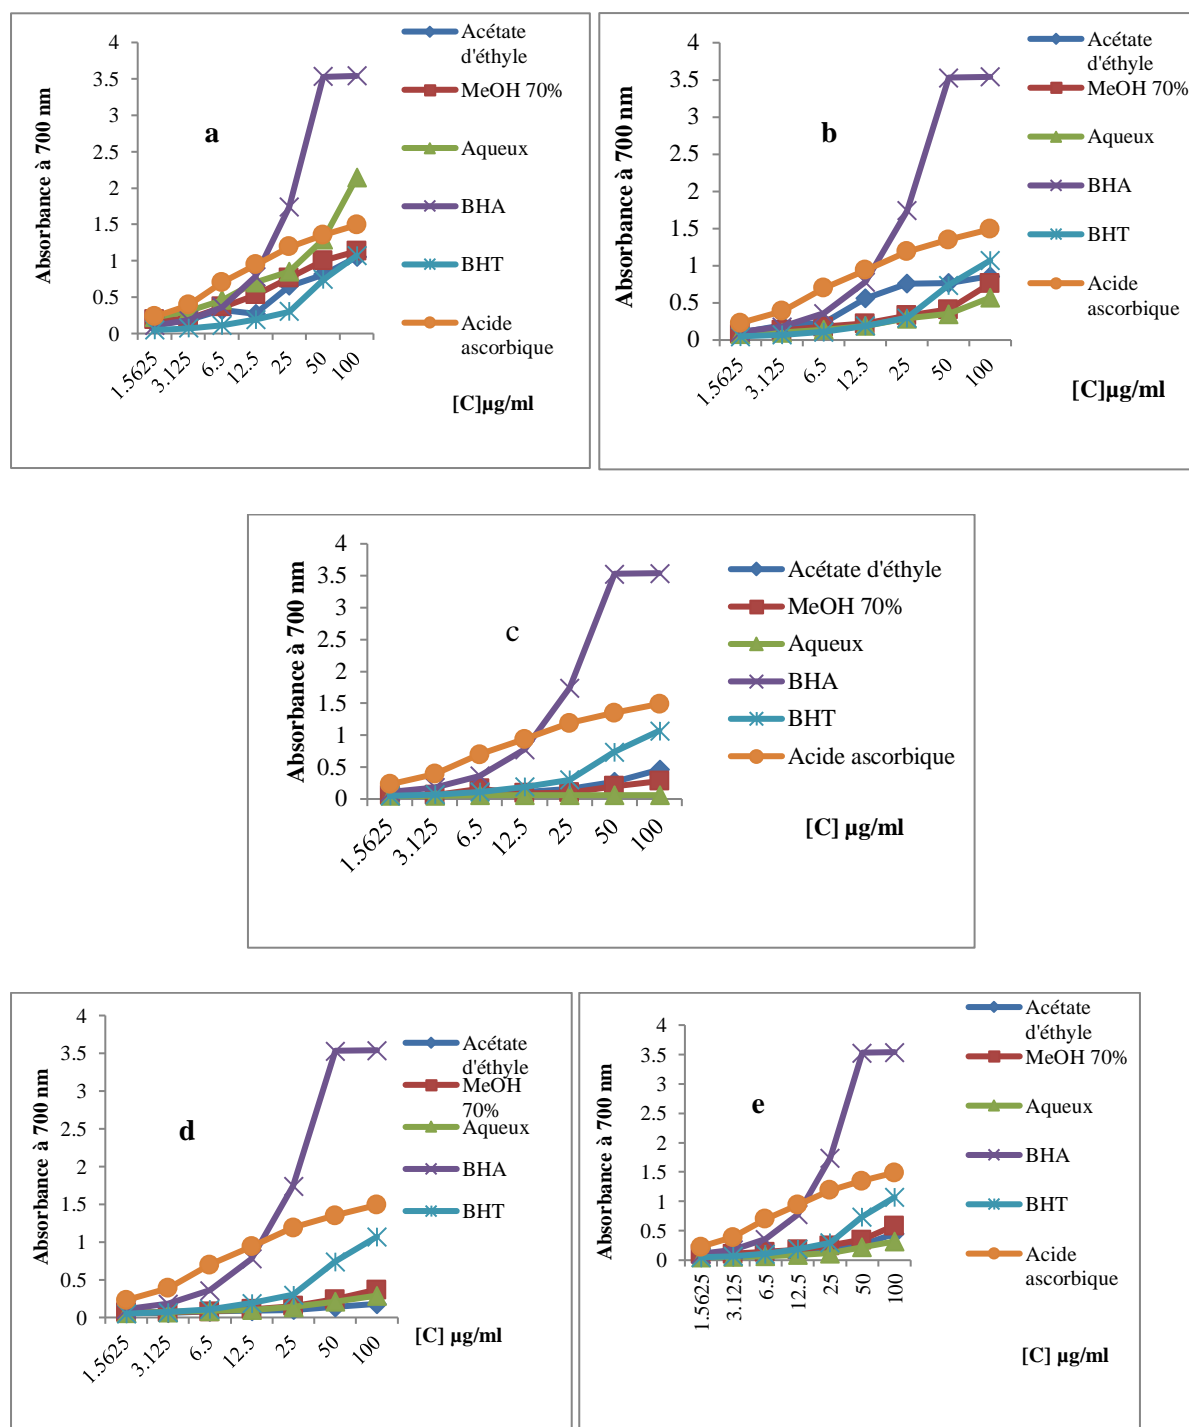 Absorbance à 700 nm
4
3.5
3
2.5
2
1.5
1
0.5
0
a
1.5625
3.125
6.5
12.5
25
50
100
[C]µg/ml
Acétate
d'éthyle
MeOH 70%
Aqueux
BHA
BHT
Acide
ascorbique
Absorbance à 700 nm
4
3.5
3
2.5
2
1.5
1
0.5
0
b
1.5625
3.125
6.5
12.5
25
50
100
[C]µg/ml
Acétate
d'éthyle
MeOH 70%
Aqueux
BHA
BHT
Acide
ascorbique
Absorbance à 700 nm
4
3.5
3
2.5
2
1.5
1
0.5
0
c
1.5625
3.125
6.5
12.5
25
50
100
[C] µg/ml
Acétate d'éthyle
MeOH 70%
Aqueux
BHA
BHT
Acide ascorbique
Absorbance à 700 nm
4
3.5
3
2.5
2
1.5
1
0.5
0
d
1.5625
3.125
6.5
12.5
25
50
100
[C] µg/ml
Acétate
d'éthyle
MeOH
70%
Aqueux
BHA
BHT
Absorbance à 700 nm
4
3.5
3
2.5
2
1.5
1
0.5
0
e
1.5625
3.125
6.5
12.5
25
50
100
[C] µg/ml
Acétate
d'éthyle
MeOH 70%
Aqueux
BHA
BHT
Acide
ascorbique